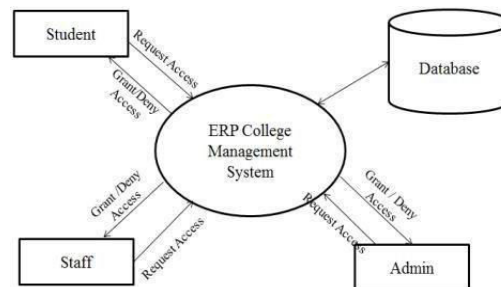 Student
Request Access
Grant/Deny
Access
Database
ERP College
Management
System
Grant /Deny
Access
Request Access
Grant / Deny
Access
Request Access
Staff
Admin